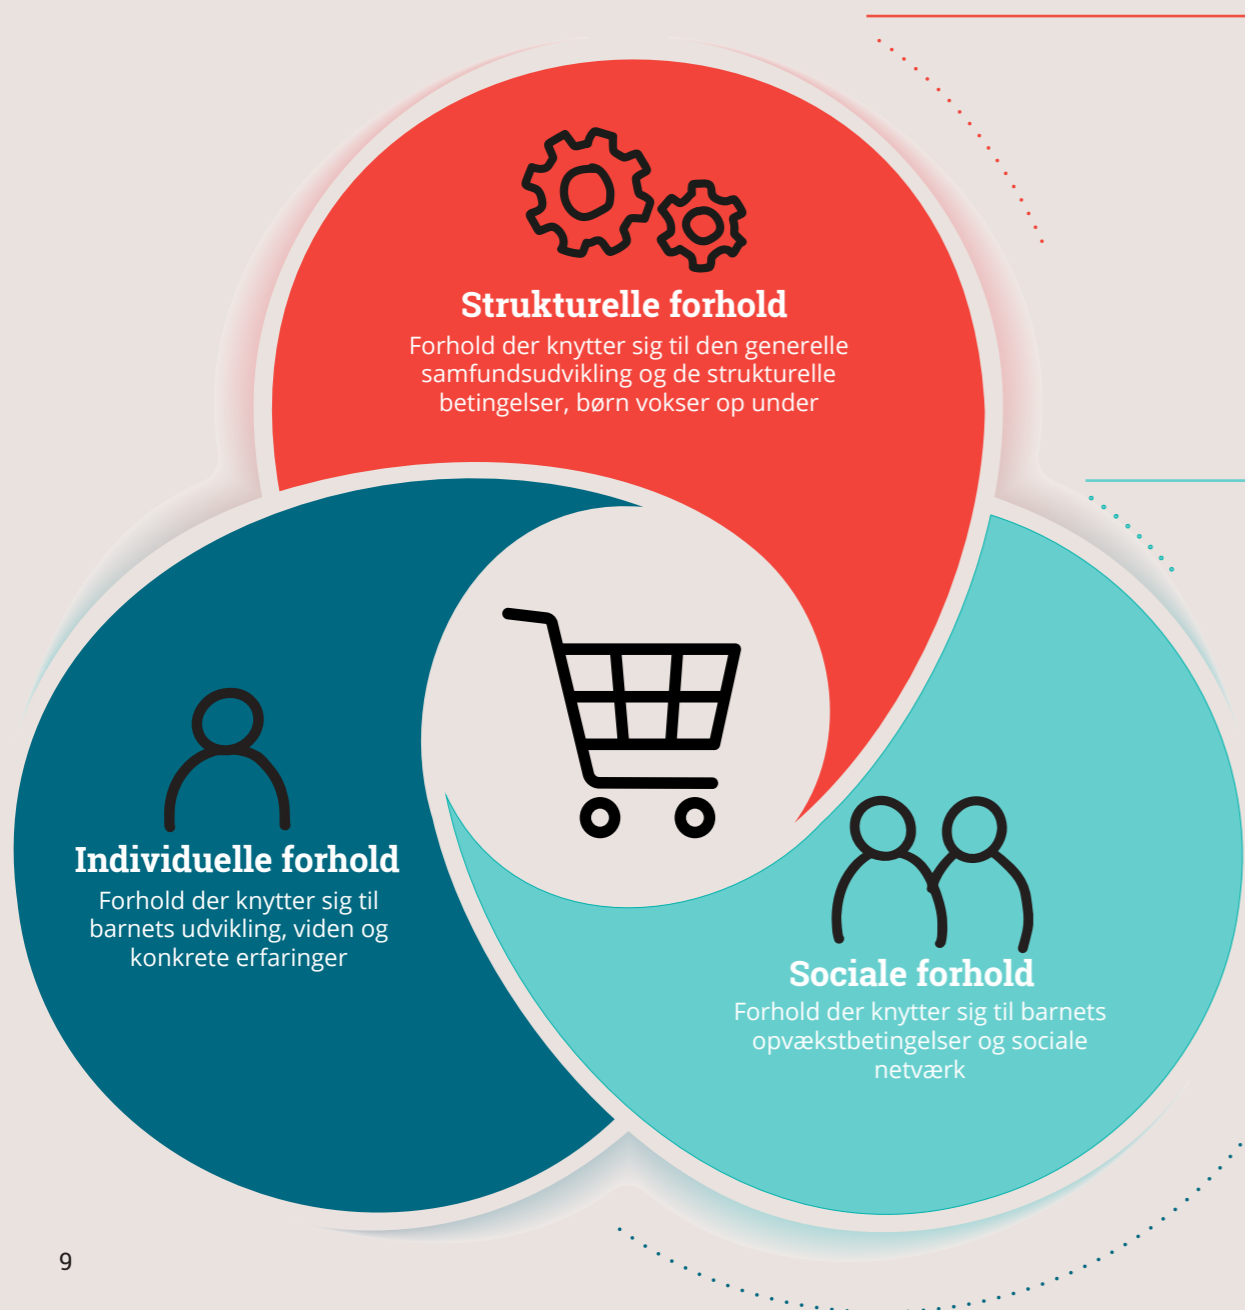 Strukturelle forhold
Forhold der knytter sig til den generelle
samfundsudvikling og de strukturelle
betingelser, børn vokser op under
Individuelle forhold
Forhold der knytter sig til
barnets udvikling, viden og
konkrete erfaringer
Sociale forhold
Forhold der knytter sig til barnets
opvækstbetingelser og sociale
netværk
9